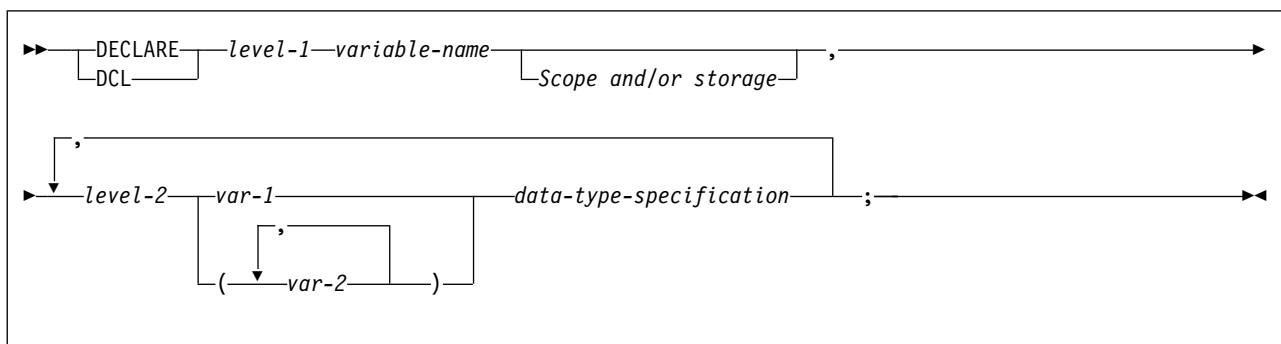 DECLARE level-1 variable-name ,
DCL Scope and/or storage
,
level-2 var-1 data-type-specification ;
,
( var-2 )